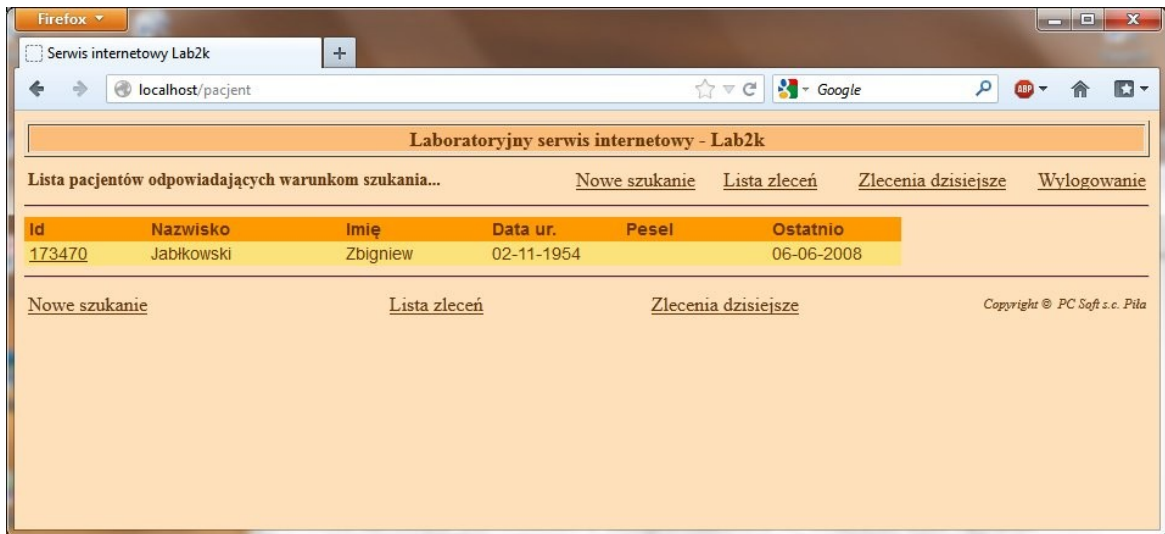 Firefox
Serwis internetowy Lab2k
localhost/pacjent
Google
ABP
Laboratoryjny serwis internetowy - Lab2k
Lista pacjentów odpowiadających warunkom szukania... Nowe szukanie Lista zleceń Zlecenia dzisiejsze Wylogowanie
Id Nazwisko Imię Data ur. Pesel Ostatnio
173470 Jabłkowski Zbigniew 02-11-1954 06-06-2008
Nowe szukanie Lista zleceń Zlecenia dzisiejsze Copyright © PC Soft s.c. Piła